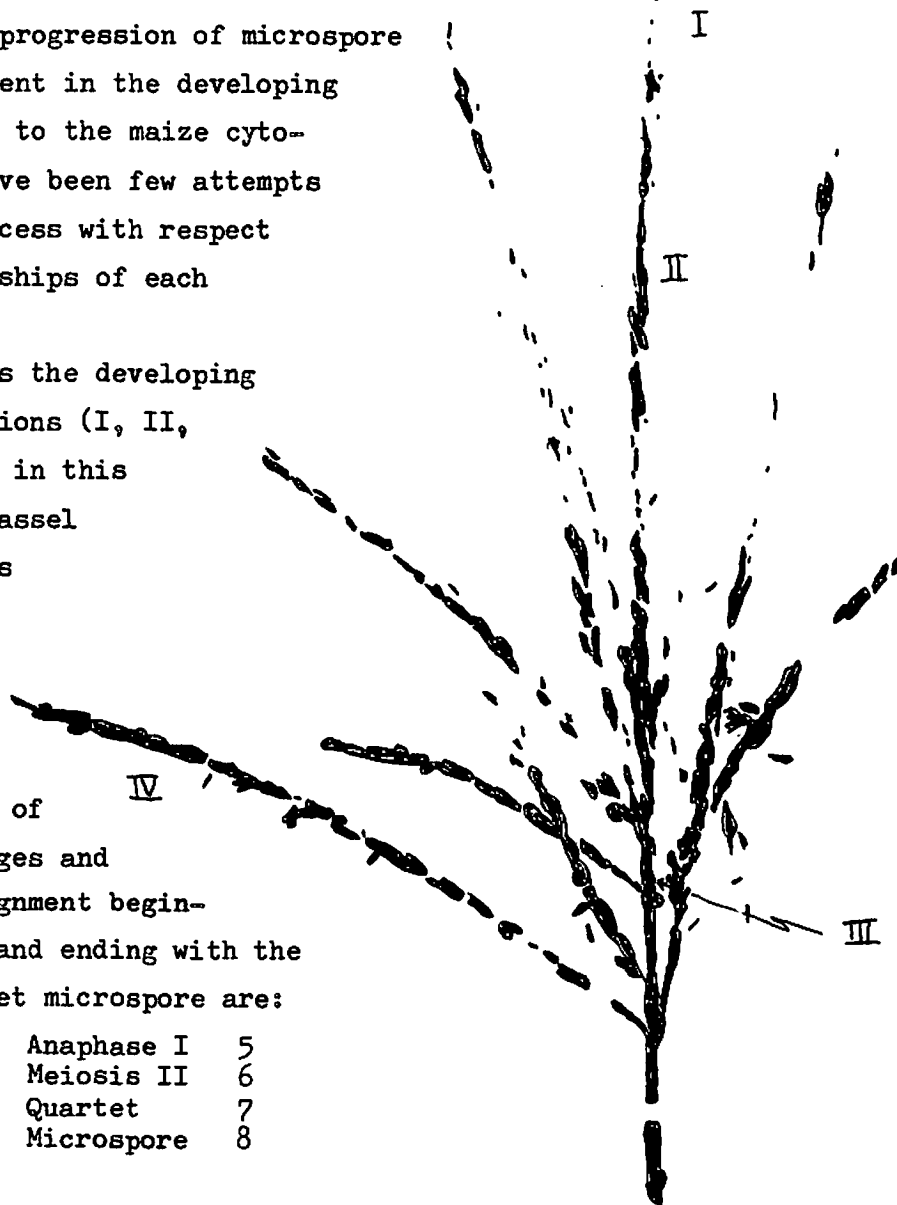 progression of microspore
I
ent in the developing
to the maize cyto-
ve been few attempts
cess with respect
ships of each
II
s the developing
ions (I, II,
in this
assel
s
IV
of
ges and
gnment begin-
and ending with the
III
et microspore are:
Anaphase I 5
Meiosis II 6
Quartet 7
Microspore 8